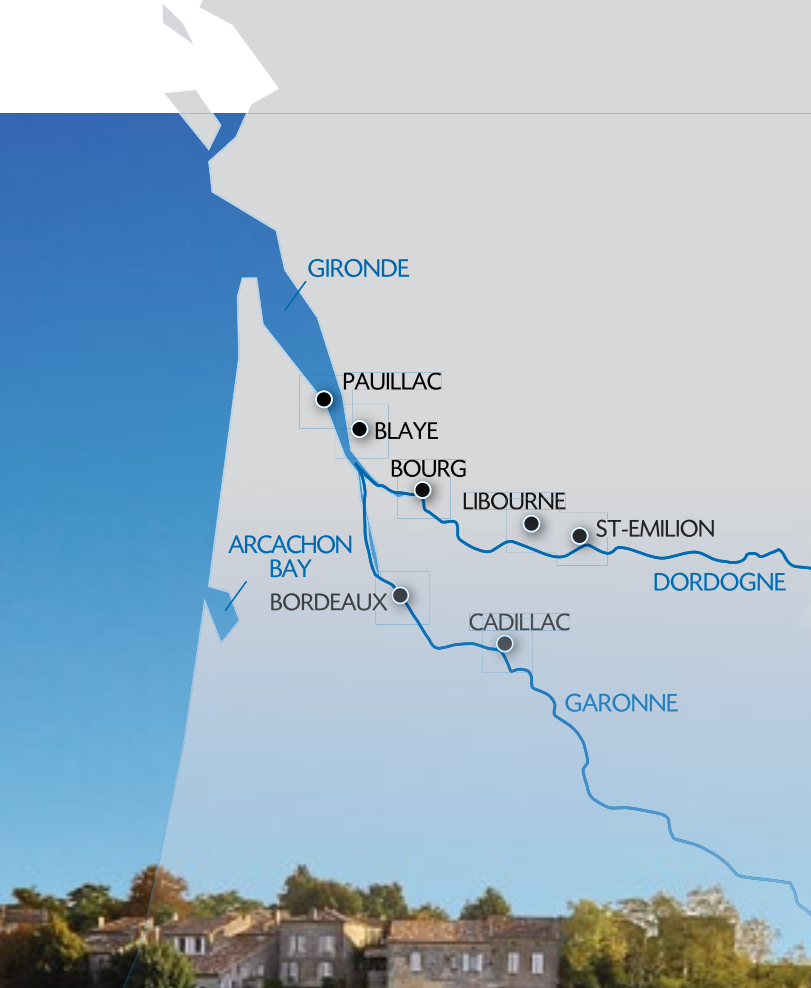 GIRONDE
PAUILLAC
BLAYE
BOURG
LIBOURNE
ST-EMILION
ARCACHON
BAY
DORDOGNE
BORDEAUX
CADILLAC
GARONNE